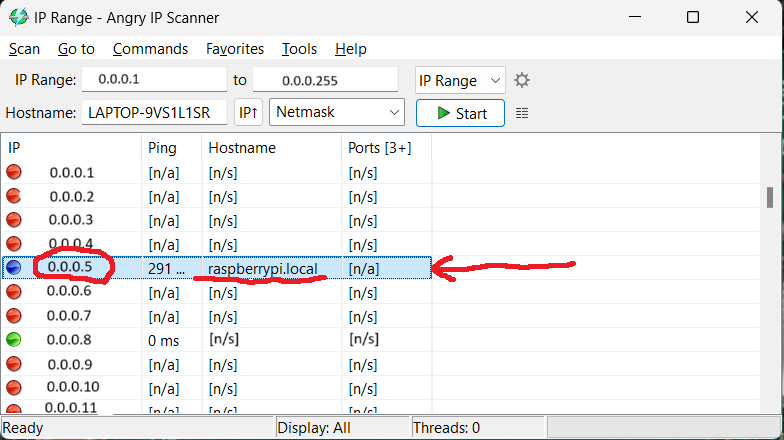 IP Range - Angry IP Scanner
Scan Go to Commands Favorites Tools Help
IP Range: 0.0.0.1 to 0.0.0.255 IP Range
Hostname: LAPTOP-9VS1L1SR IP↑ Netmask Start
IP Ping Hostname Ports [3+]
0.0.0.1 [n/a] [n/s] [n/s]
0.0.0.2 [n/a] [n/s] [n/s]
0.0.0.3 [n/a] [n/s] [n/s]
0.0.0.4 [n/a] [n/s] [n/s]
0.0.0.5 291 ... raspberrypi.local [n/a]
0.0.0.6 [n/a] [n/s] [n/s]
0.0.0.7 [n/a] [n/s] [n/s]
0.0.0.8 0 ms [n/s] [n/s]
0.0.0.9 [n/a] [n/s] [n/s]
0.0.0.10 [n/a] [n/s] [n/s]
0.0.0.11 [n/a] [n/s] [n/s]
Ready Display: All Threads: 0